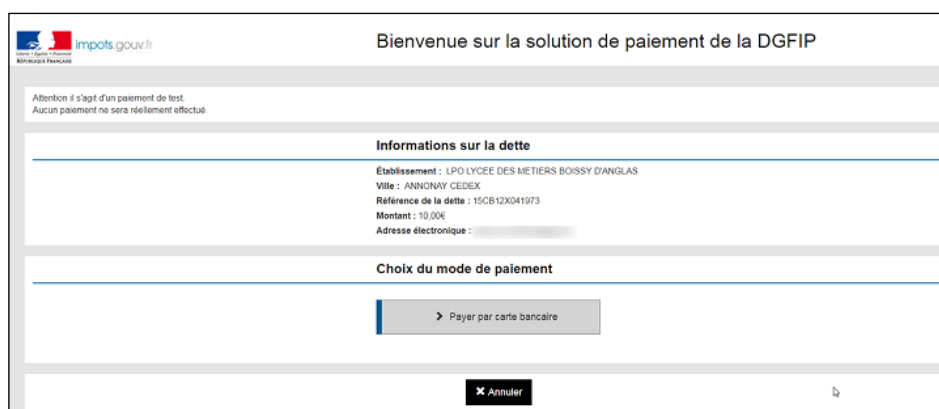 impots.gouv.fr
Liberté • Égalité • Fraternité
RÉPUBLIQUE FRANÇAISE
Bienvenue sur la solution de paiement de la DGFIP
Attention il s'agit d'un paiement de test.
Aucun paiement ne sera réellement effectué.
Informations sur la dette
Établissement : LPO LYCEE DES METIERS BOISSY D'ANGLAS
Ville : ANNONAY CEDEX
Référence de la dette : 15CB12X041973
Montant : 10,00€
Adresse électronique :
Choix du mode de paiement
Payer par carte bancaire
Annuler